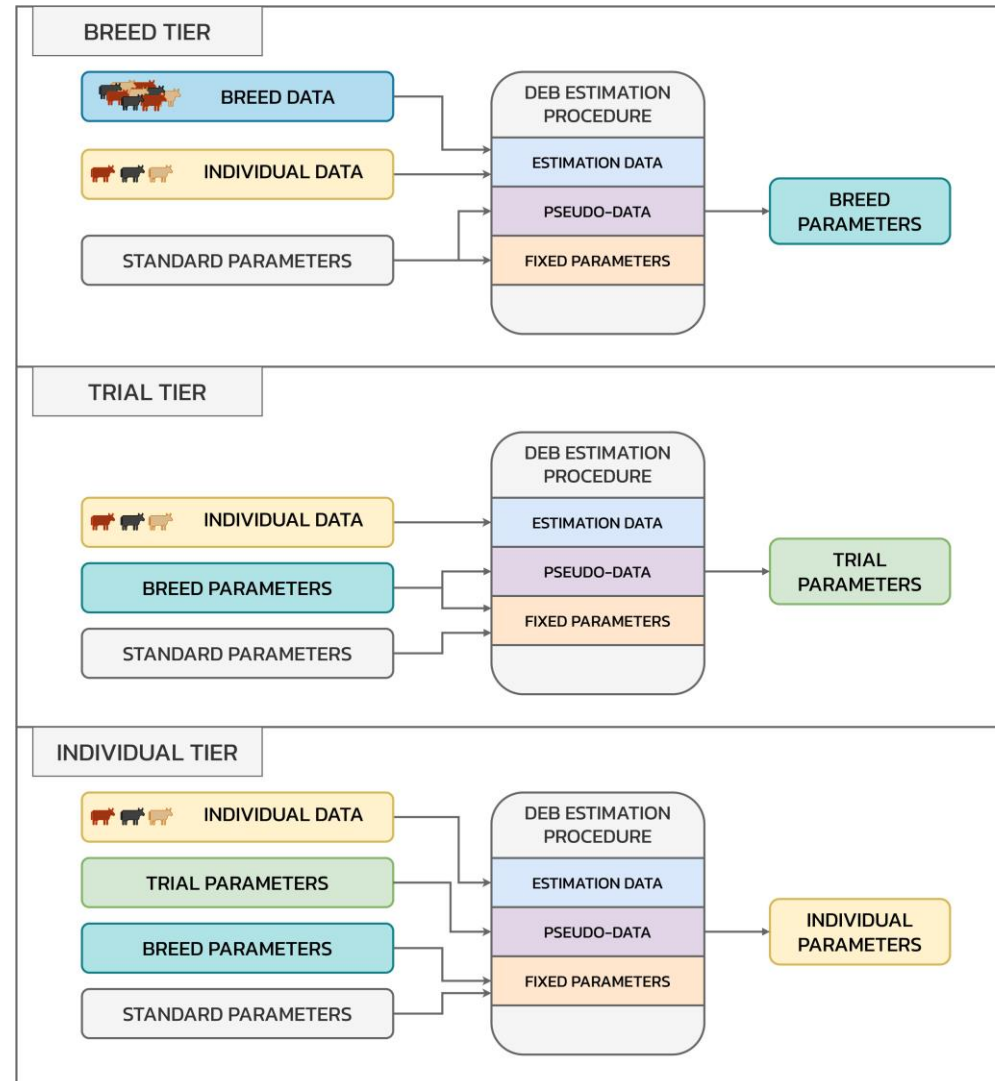 BREED TIER
BREED DATA
INDIVIDUAL DATA
STANDARD PARAMETERS
DEB ESTIMATION
PROCEDURE
ESTIMATION DATA
PSEUDO-DATA
FIXED PARAMETERS
BREED
PARAMETERS
TRIAL TIER
INDIVIDUAL DATA
BREED PARAMETERS
STANDARD PARAMETERS
DEB ESTIMATION
PROCEDURE
ESTIMATION DATA
PSEUDO-DATA
FIXED PARAMETERS
TRIAL
PARAMETERS
INDIVIDUAL TIER
INDIVIDUAL DATA
TRIAL PARAMETERS
BREED PARAMETERS
STANDARD PARAMETERS
DEB ESTIMATION
PROCEDURE
ESTIMATION DATA
PSEUDO-DATA
FIXED PARAMETERS
INDIVIDUAL
PARAMETERS